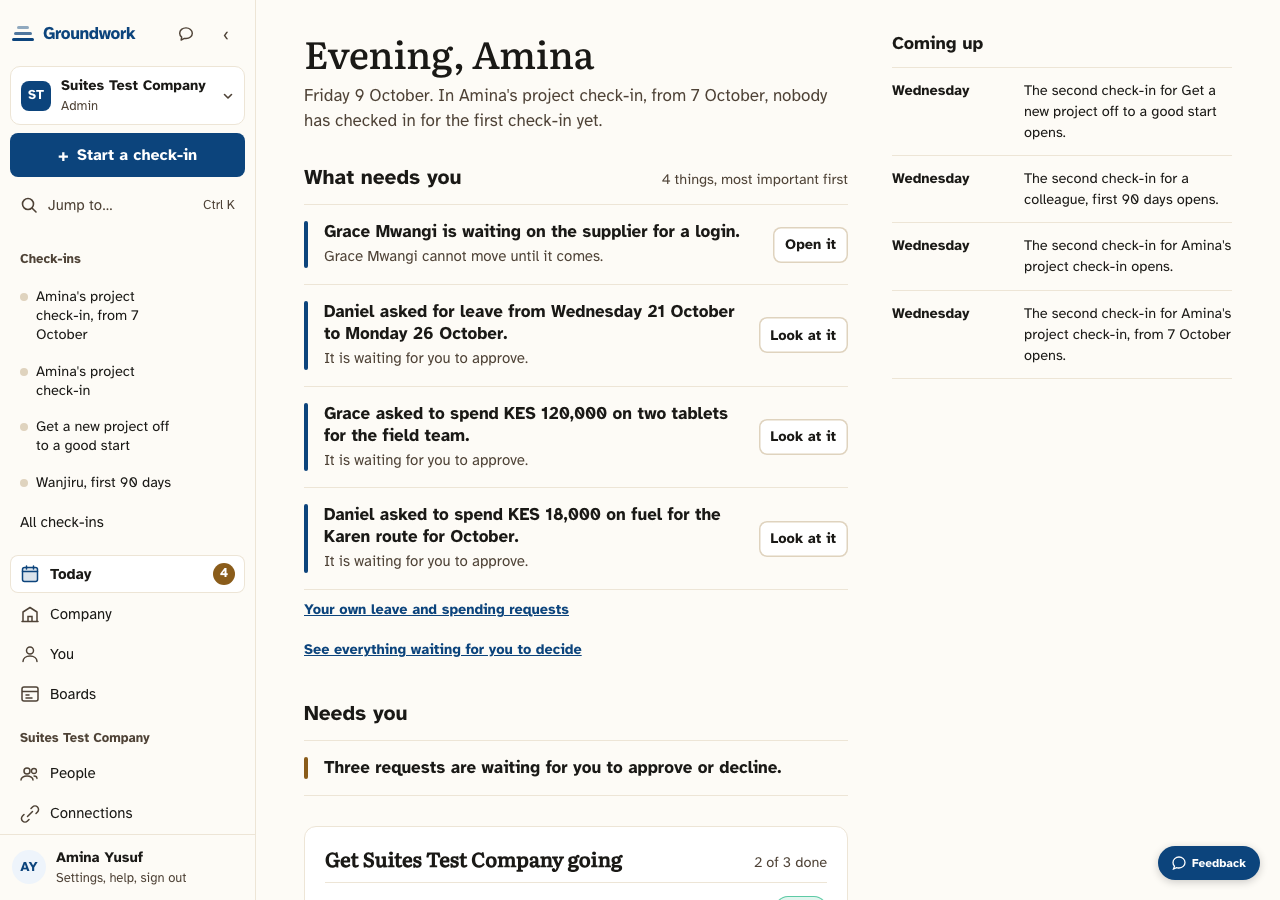 Groundwork
ST
Suites Test Company
Admin
+ Start a check-in
Jump to...
Ctrl K
Check-ins
Amina's project
check-in, from 7
October
Amina's project
check-in
Get a new project off
to a good start
Wanjiru, first 90 days
All check-ins
Today
4
Company
You
Boards
Suites Test Company
People
Connections
AY
Amina Yusuf
Settings, help, sign out
Evening, Amina
Friday 9 October. In Amina's project check-in, from 7 October, nobody
has checked in for the first check-in yet.
What needs you
4 things, most important first
Grace Mwangi is waiting on the supplier for a login.
Grace Mwangi cannot move until it comes.
Open it
Daniel asked for leave from Wednesday 21 October
to Monday 26 October.
It is waiting for you to approve.
Look at it
Grace asked to spend KES 120,000 on two tablets
for the field team.
It is waiting for you to approve.
Look at it
Daniel asked to spend KES 18,000 on fuel for the
Karen route for October.
It is waiting for you to approve.
Look at it
Your own leave and spending requests
See everything waiting for you to decide
Needs you
Three requests are waiting for you to approve or decline.
Get Suites Test Company going
2 of 3 done
Coming up
Wednesday
The second check-in for Get a
new project off to a good start
opens.
Wednesday
The second check-in for a
colleague, first 90 days opens.
Wednesday
The second check-in for Amina's
project check-in opens.
Wednesday
The second check-in for Amina's
project check-in, from 7 October
opens.
Feedback